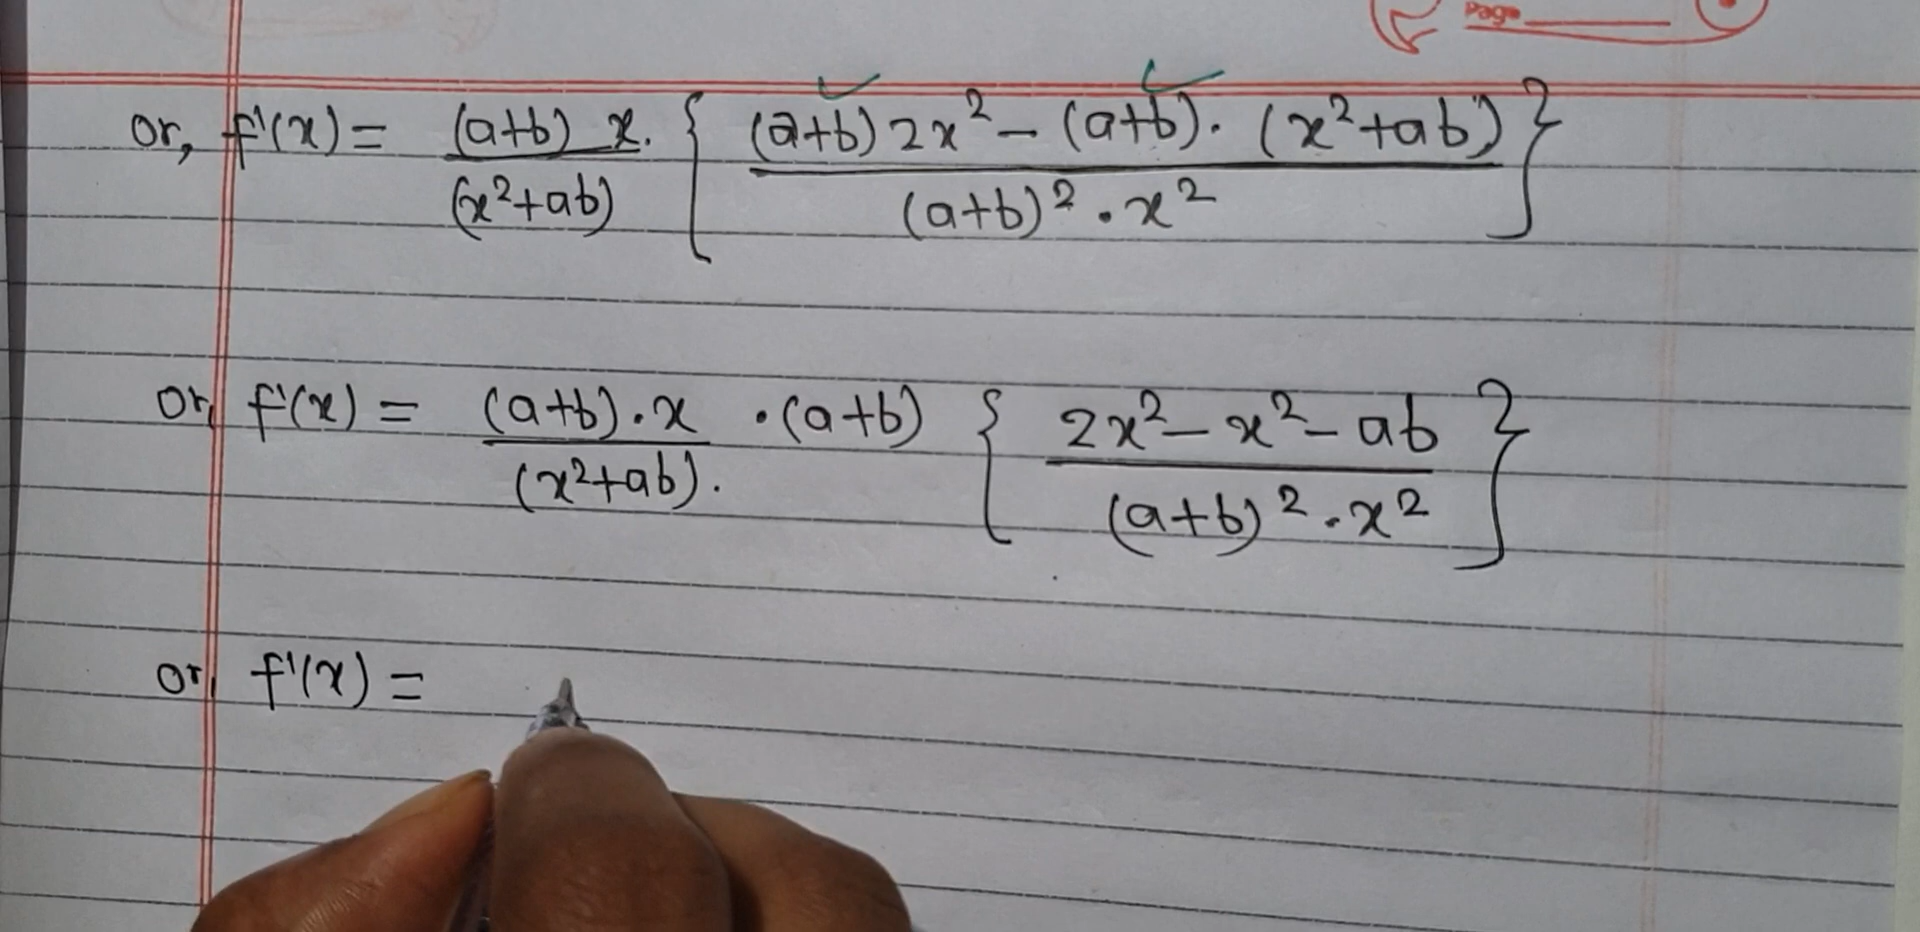 Page
or, f'(x) = (a+b) x. / (x²+ab) { (a+b) 2x² - (a+b). (x²+ab) / (a+b)² . x² }
or, f'(x) = (a+b).x / (x²+ab). .(a+b) { 2x² - x² - ab / (a+b)² . x² }
or, f'(x) =